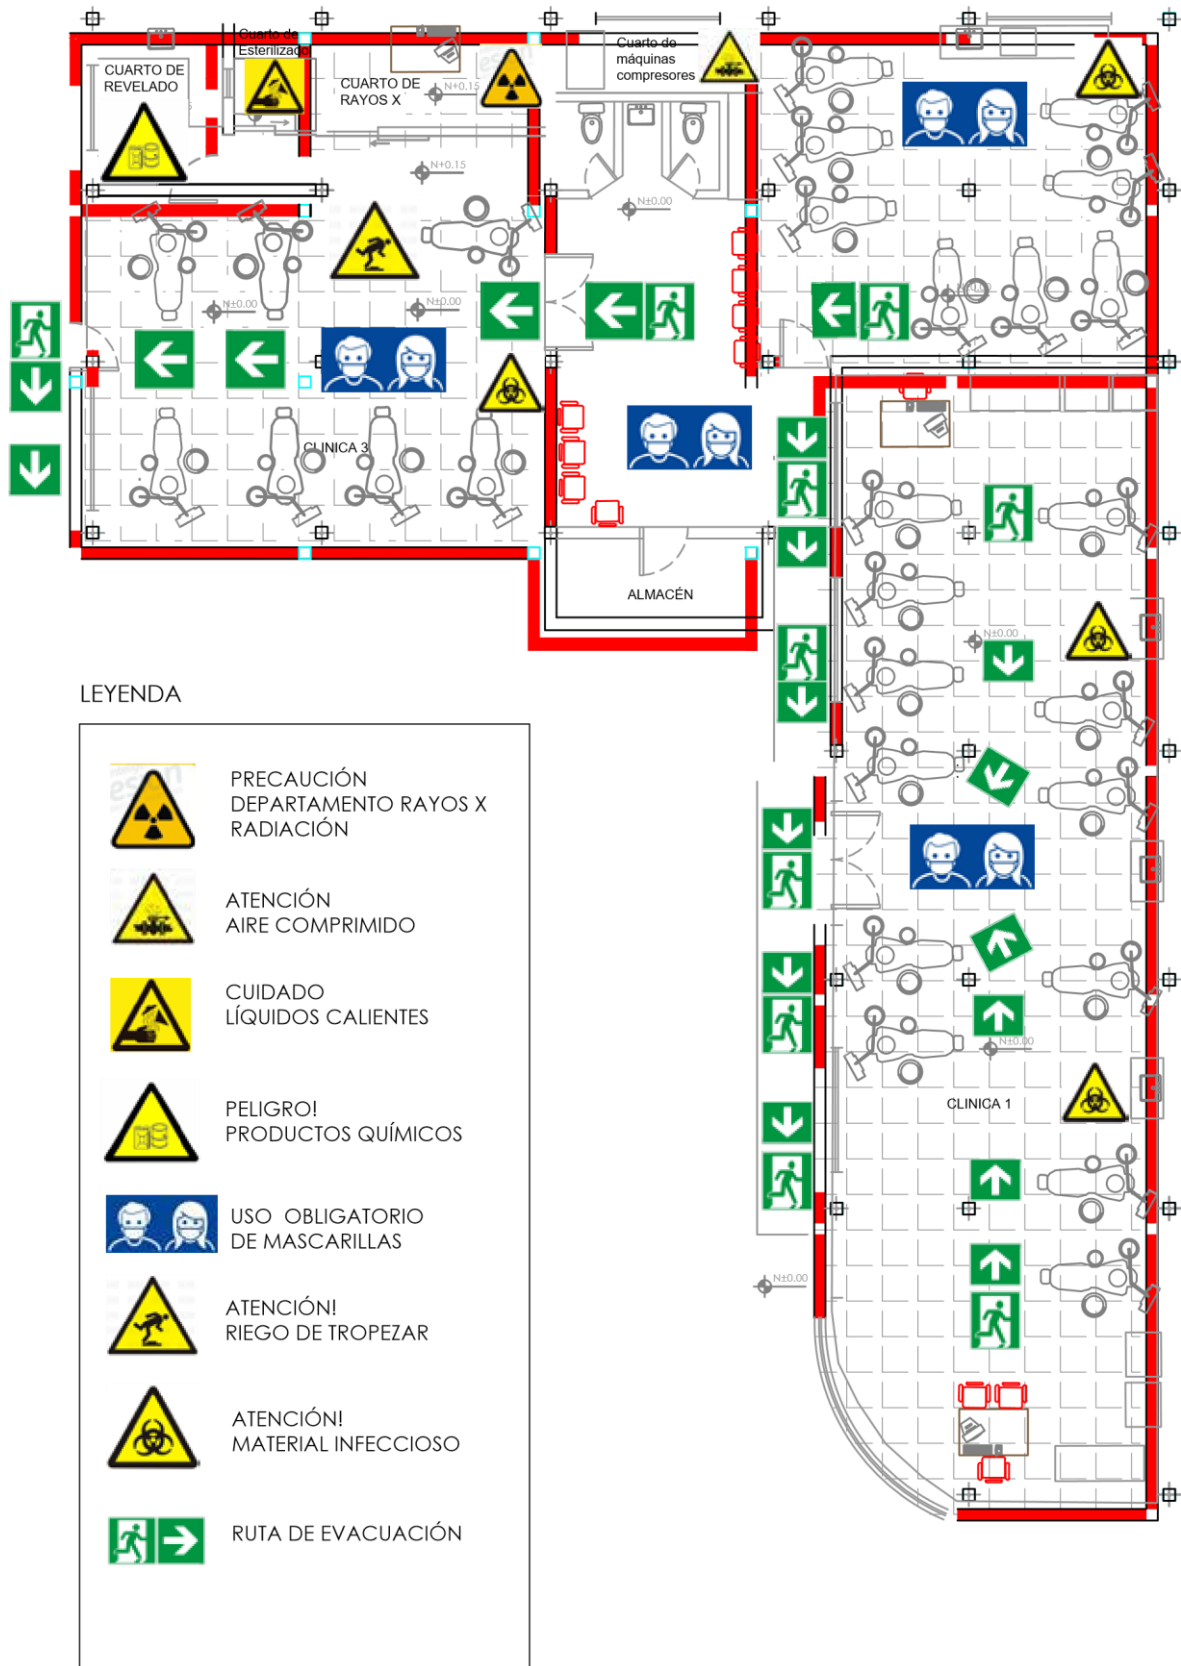 Cuarto de
Esterilizado
CUARTO DE
REVELADO
CUARTO DE
RAYOS X
N+0.15
Cuarto de
máquinas
compresores
N+0.15
N±0.00
N±0.00
N±0.00
CLINICA 3
ALMACÉN
N±0.00
N±0.00
CLINICA 1
N±0.00
LEYENDA
PRECAUCIÓN
DEPARTAMENTO RAYOS X
RADIACIÓN
ATENCIÓN
AIRE COMPRIMIDO
CUIDADO
LÍQUIDOS CALIENTES
PELIGRO!
PRODUCTOS QUÍMICOS
USO OBLIGATORIO
DE MASCARILLAS
ATENCIÓN!
RIEGO DE TROPEZAR
ATENCIÓN!
MATERIAL INFECCIOSO
RUTA DE EVACUACIÓN